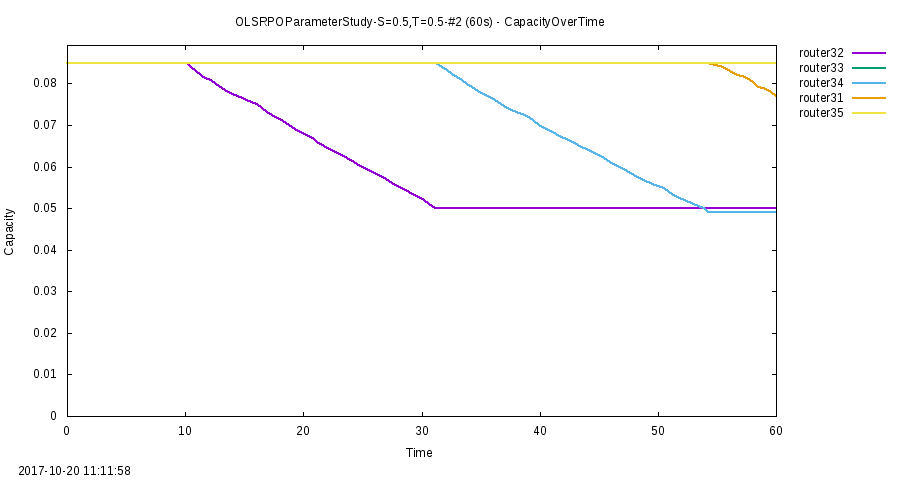 OLSRPOParameterStudy-S=0.5,T=0.5-#2 (60s) - CapacityOverTime
router32
router33
router34
router31
router35
Capacity
0.08
0.07
0.06
0.05
0.04
0.03
0.02
0.01
0
0 10 20 30 40 50 60
Time
2017-10-20 11:11:58